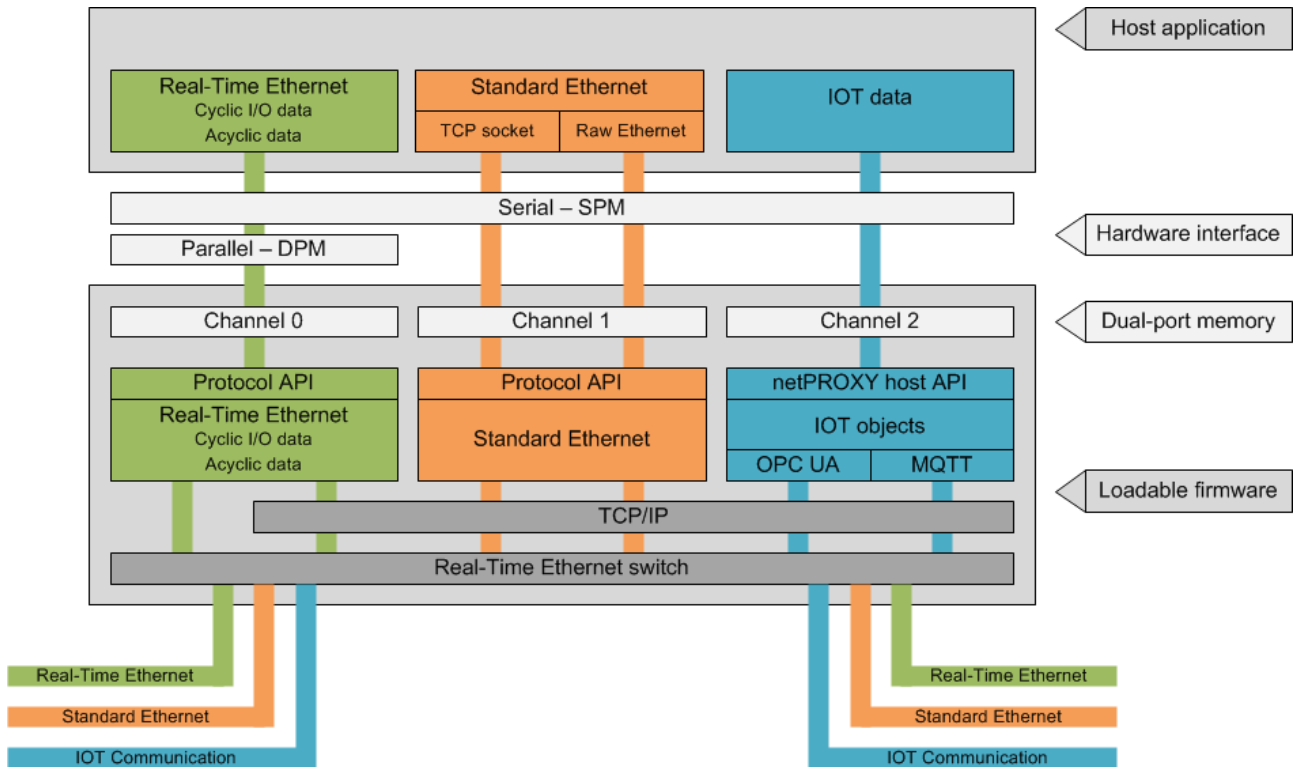 Host application
Real-Time Ethernet
Cyclic I/O data
Acyclic data
Standard Ethernet
TCP socket
Raw Ethernet
IOT data
Serial – SPM
Parallel – DPM
Hardware interface
Channel 0
Channel 1
Channel 2
Dual-port memory
Protocol API
Real-Time Ethernet
Cyclic I/O data
Acyclic data
Protocol API
Standard Ethernet
netPROXY host API
IOT objects
OPC UA
MQTT
Loadable firmware
TCP/IP
Real-Time Ethernet switch
Real-Time Ethernet
Standard Ethernet
IOT Communication
Real-Time Ethernet
Standard Ethernet
IOT Communication